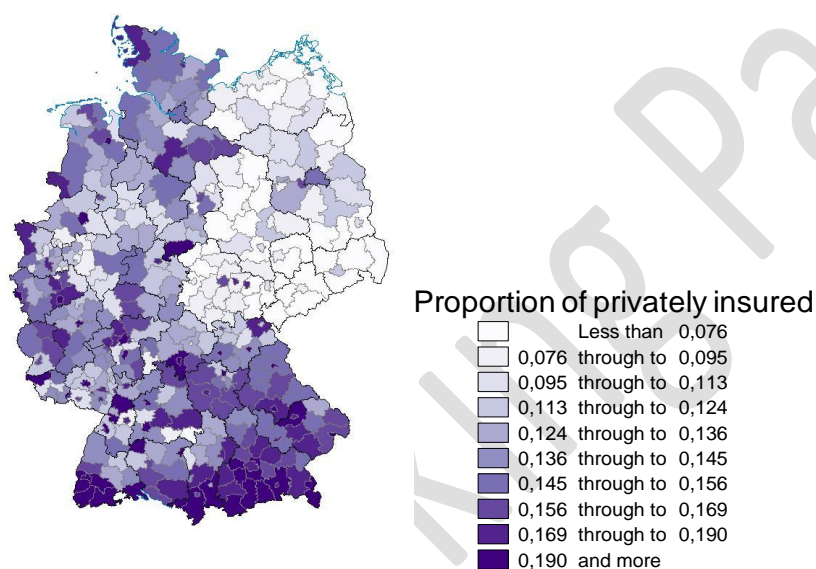 Proportion of privately insured
Less than 0,076
0,076 through to 0,095
0,095 through to 0,113
0,113 through to 0,124
0,124 through to 0,136
0,136 through to 0,145
0,145 through to 0,156
0,156 through to 0,169
0,169 through to 0,190
0,190 and more
king Pa